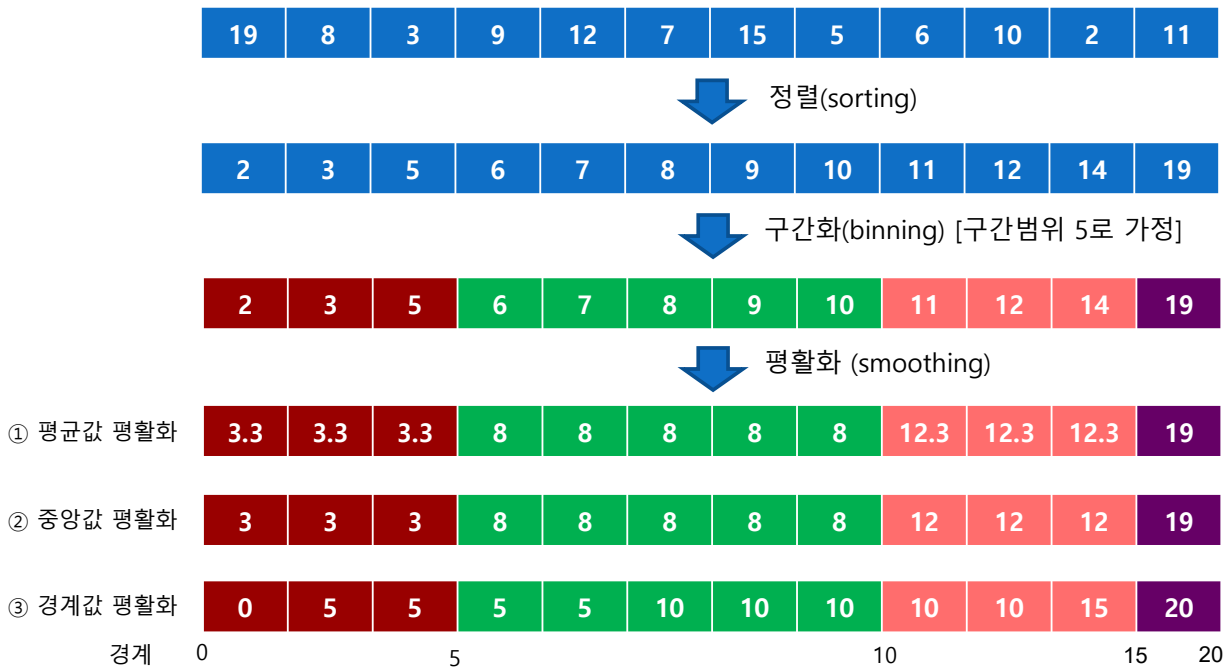 19 8 3 9 12 7 15 5 6 10 2 11
정렬(sorting)
2 3 5 6 7 8 9 10 11 12 14 19
구간화(binning) [구간범위 5로 가정]
2 3 5 6 7 8 9 10 11 12 14 19
평활화 (smoothing)
① 평균값 평활화 3.3 3.3 3.3 8 8 8 8 8 12.3 12.3 12.3 19
② 중앙값 평활화 3 3 3 8 8 8 8 8 12 12 12 19
③ 경계값 평활화 0 5 5 5 5 10 10 10 10 10 15 20
경계 0 5 10 15 20